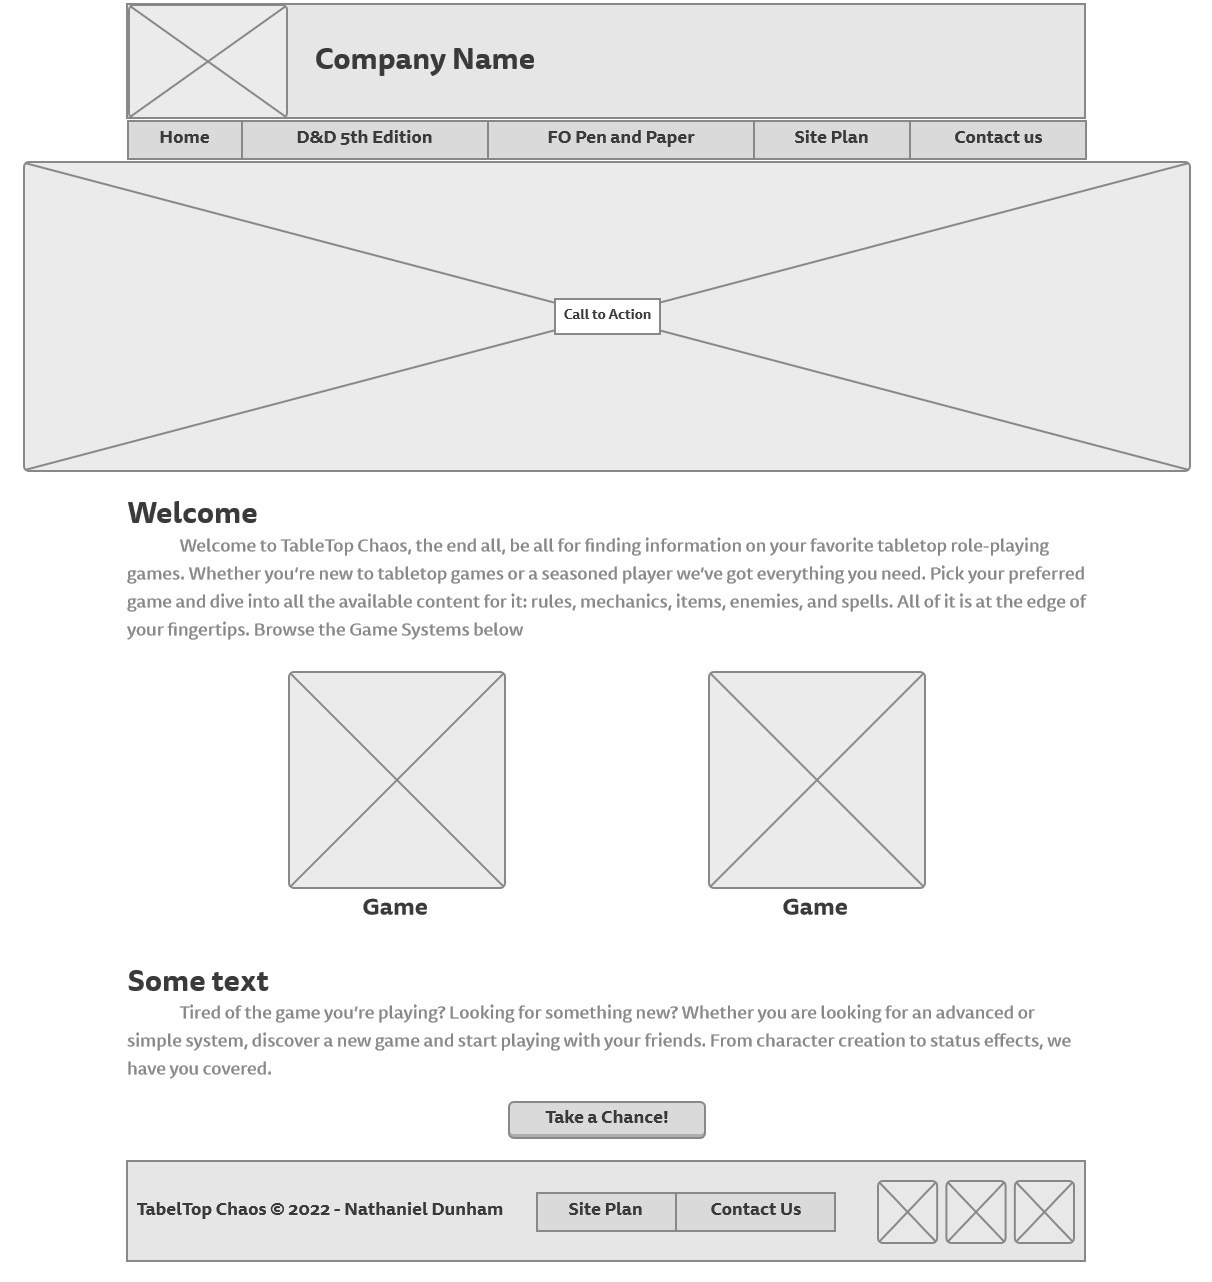 Company Name
Home D&D 5th Edition FO Pen and Paper Site Plan Contact us
Call to Action
Welcome
Welcome to TableTop Chaos, the end all, be all for finding information on your favorite tabletop role-playing
games. Whether you're new to tabletop games or a seasoned player we've got everything you need. Pick your preferred
game and dive into all the available content for it: rules, mechanics, items, enemies, and spells. All of it is at the edge of
your fingertips. Browse the Game Systems below
Game Game
Some text
Tired of the game you're playing? Looking for something new? Whether you are looking for an advanced or
simple system, discover a new game and start playing with your friends. From character creation to status effects, we
have you covered.
Take a Chance!
TabelTop Chaos © 2022 - Nathaniel Dunham Site Plan Contact Us